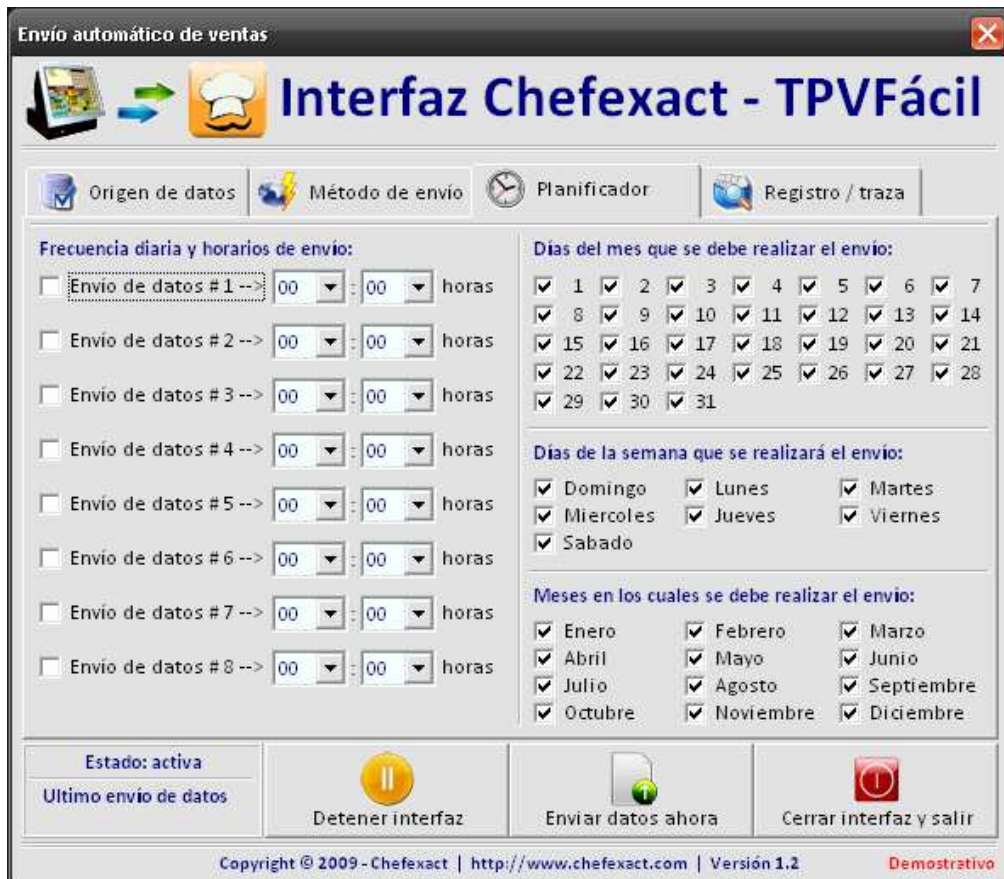 Envío automático de ventas
Interfaz Chefexact - TPVFácil
Origen de datos
Método de envío
Planificador
Registro / traza
Frecuencia diaria y horarios de envío:
Envío de datos # 1 --> 00 : 00 horas
Envío de datos # 2 --> 00 : 00 horas
Envío de datos # 3 --> 00 : 00 horas
Envío de datos # 4 --> 00 : 00 horas
Envío de datos # 5 --> 00 : 00 horas
Envío de datos # 6 --> 00 : 00 horas
Envío de datos # 7 --> 00 : 00 horas
Envío de datos # 8 --> 00 : 00 horas
Días del mes que se debe realizar el envío:
1 2 3 4 5 6 7
8 9 10 11 12 13 14
15 16 17 18 19 20 21
22 23 24 25 26 27 28
29 30 31
Días de la semana que se realizará el envío:
Domingo Lunes Martes
Miercoles Jueves Viernes
Sabado
Meses en los cuales se debe realizar el envío:
Enero Febrero Marzo
Abril Mayo Junio
Julio Agosto Septiembre
Octubre Noviembre Diciembre
Estado: activa
Ultimo envío de datos
Detener interfaz
Enviar datos ahora
Cerrar interfaz y salir
Copyright © 2009 - Chefexact | http://www.chefexact.com | Versión 1.2
Demostrativo